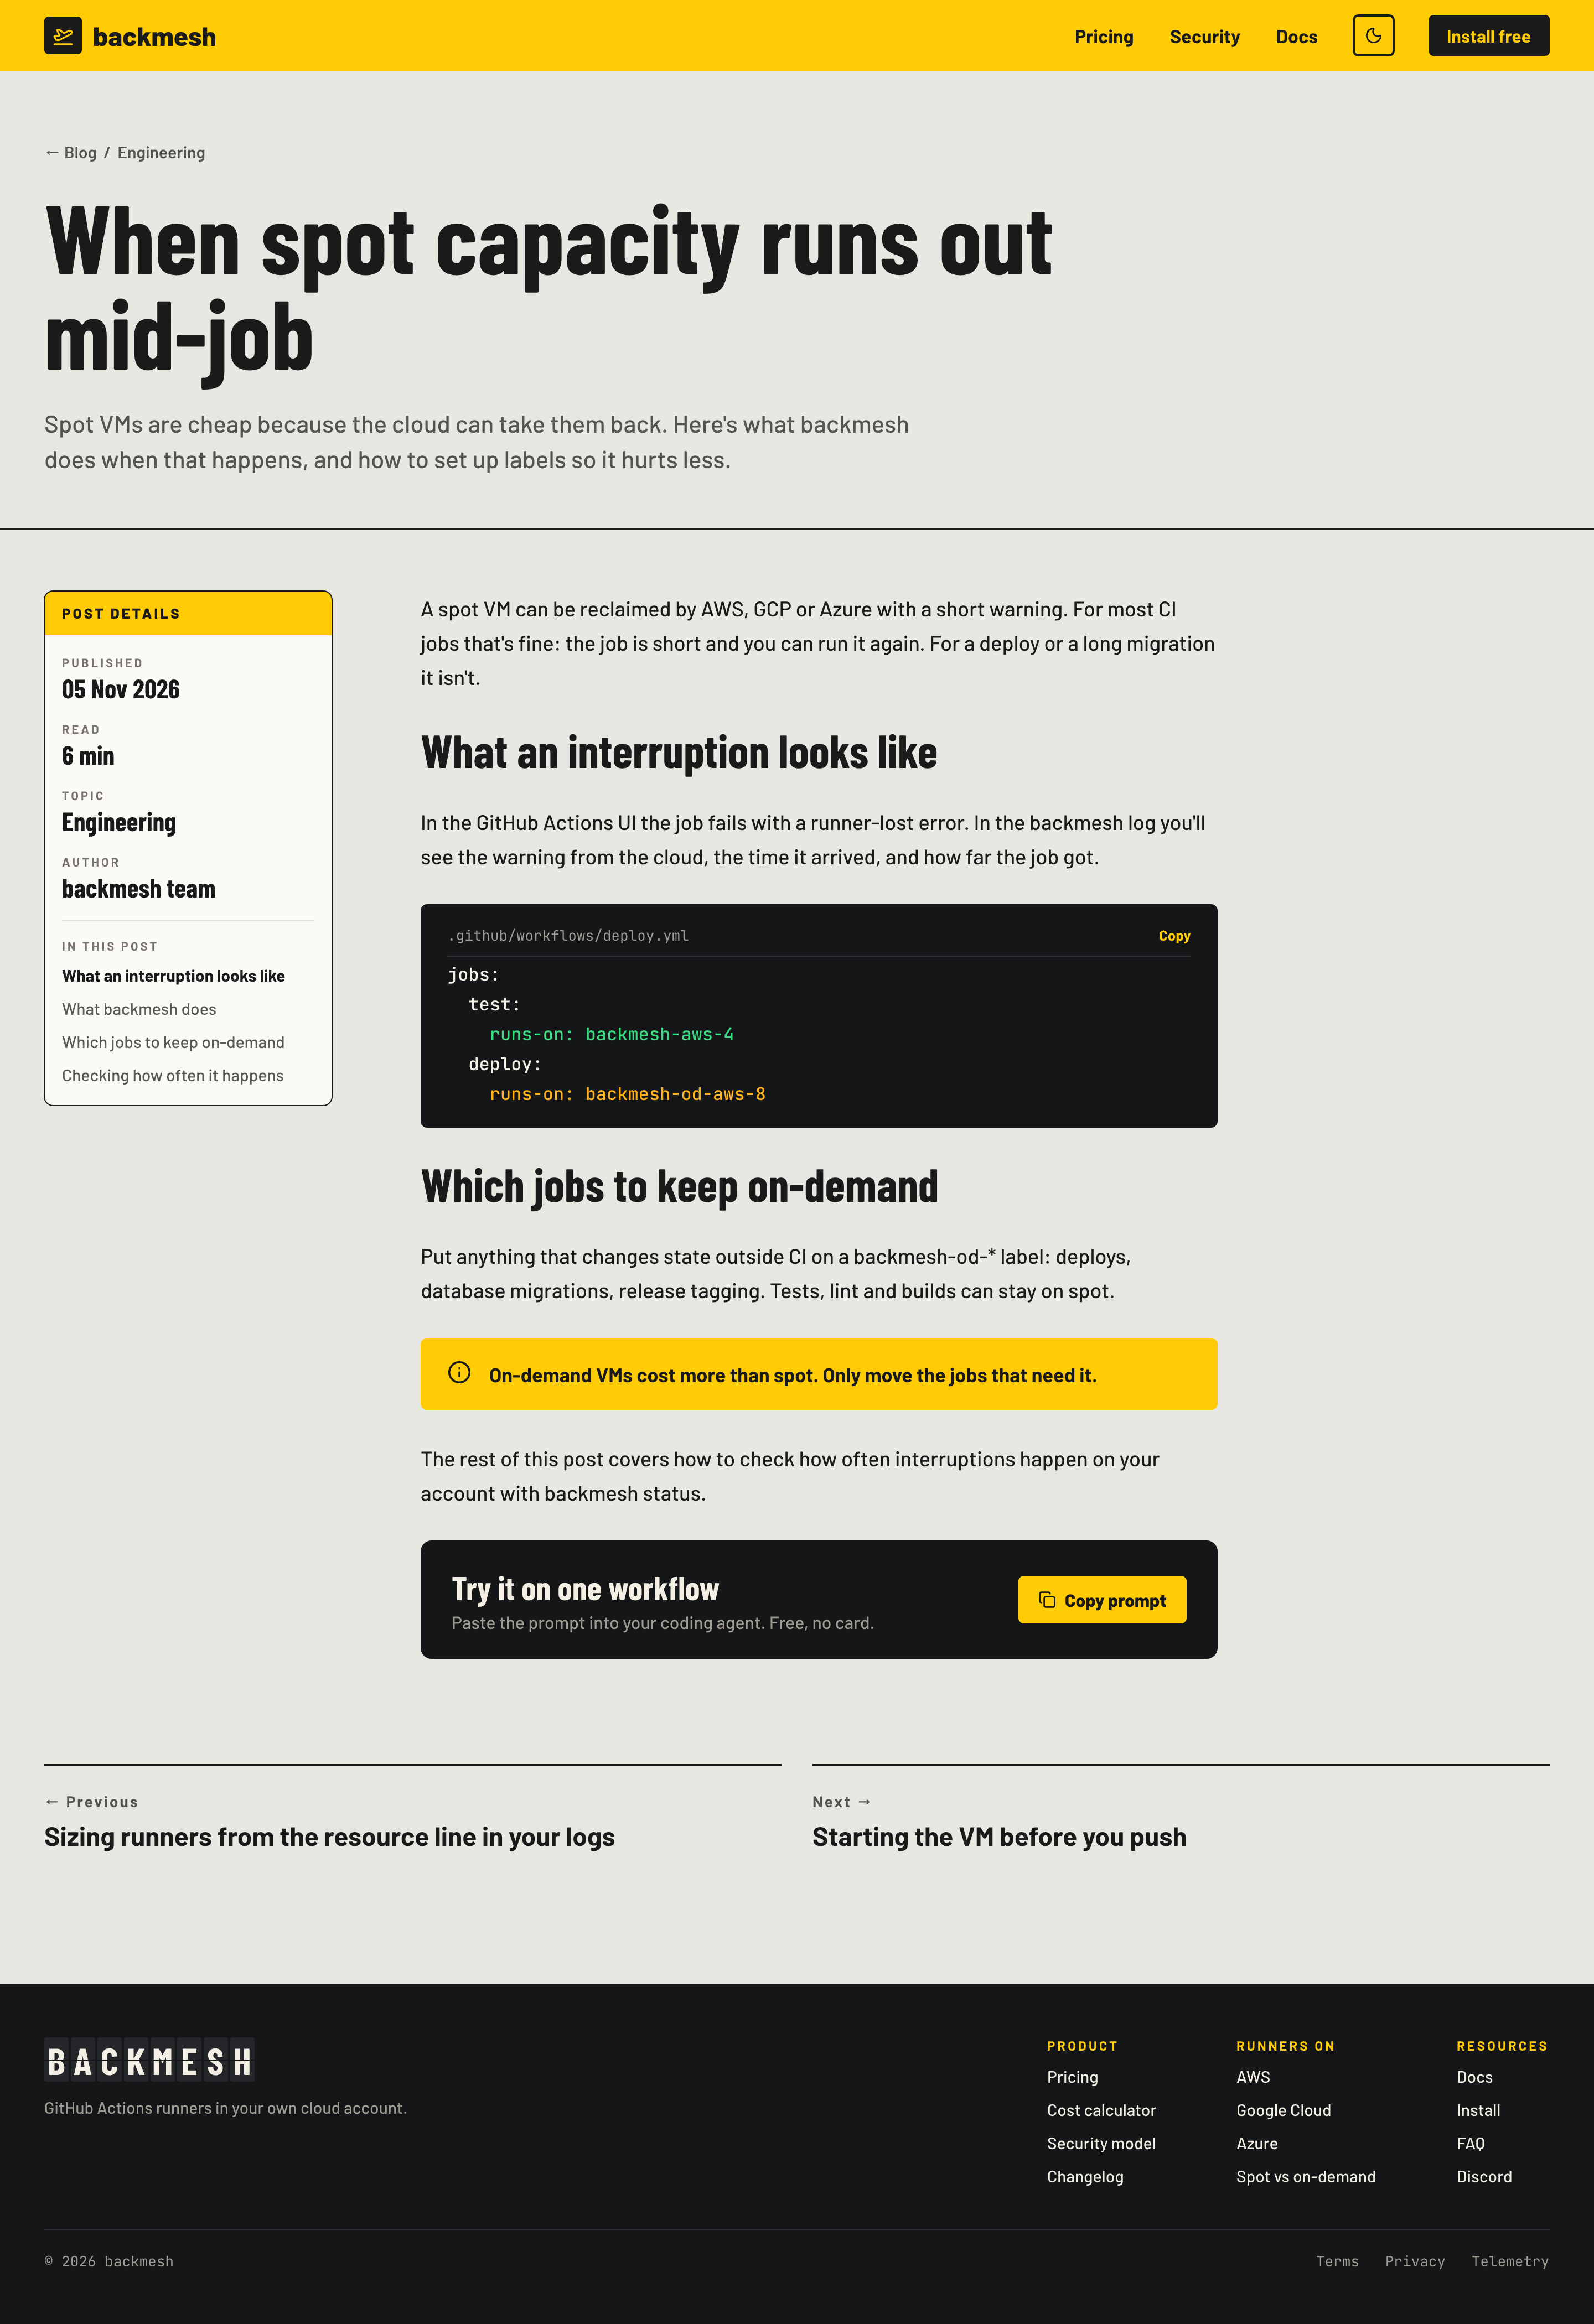 backmesh
Pricing
Security
Docs
Install free
← Blog / Engineering
When spot capacity runs out
mid-job
Spot VMs are cheap because the cloud can take them back. Here's what backmesh
does when that happens, and how to set up labels so it hurts less.
POST DETAILS
PUBLISHED
05 Nov 2026
READ
6 min
TOPIC
Engineering
AUTHOR
backmesh team
IN THIS POST
What an interruption looks like
What backmesh does
Which jobs to keep on-demand
Checking how often it happens
A spot VM can be reclaimed by AWS, GCP or Azure with a short warning. For most CI
jobs that's fine: the job is short and you can run it again. For a deploy or a long migration
it isn't.
What an interruption looks like
In the GitHub Actions UI the job fails with a runner-lost error. In the backmesh log you'll
see the warning from the cloud, the time it arrived, and how far the job got.
.github/workflows/deploy.yml
Copy
jobs:
  test:
    runs-on: backmesh-aws-4
  deploy:
    runs-on: backmesh-od-aws-8
Which jobs to keep on-demand
Put anything that changes state outside CI on a backmesh-od-* label: deploys,
database migrations, release tagging. Tests, lint and builds can stay on spot.
On-demand VMs cost more than spot. Only move the jobs that need it.
The rest of this post covers how to check how often interruptions happen on your
account with backmesh status.
Try it on one workflow
Paste the prompt into your coding agent. Free, no card.
Copy prompt
← Previous
Sizing runners from the resource line in your logs
Next →
Starting the VM before you push
BACKMESH
GitHub Actions runners in your own cloud account.
PRODUCT
Pricing
Cost calculator
Security model
Changelog
RUNNERS ON
AWS
Google Cloud
Azure
Spot vs on-demand
RESOURCES
Docs
Install
FAQ
Discord
© 2026 backmesh
Terms
Privacy
Telemetry